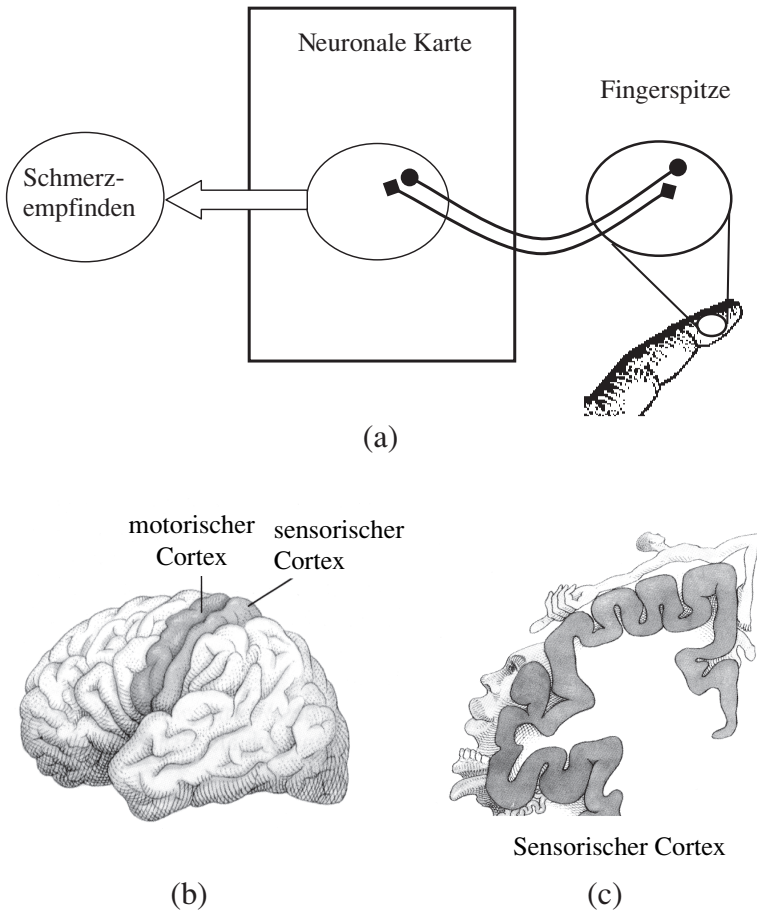 Neuronale Karte
Fingerspitze
Schmerz-
empfinden
(a)
motorischer
Cortex
sensorischer
Cortex
Sensorischer Cortex
(b)
(c)